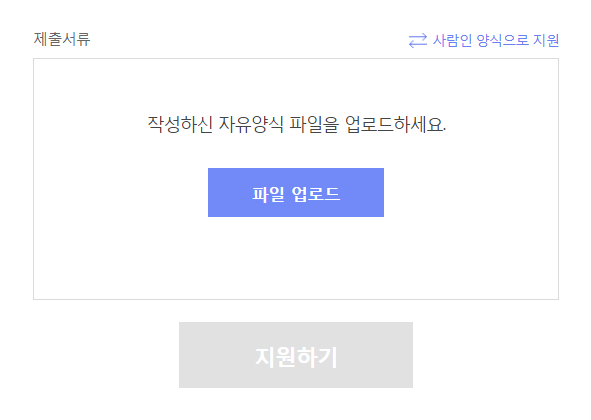 제출서류
사람인 양식으로 지원
작성하신 자유양식 파일을 업로드하세요.
파일 업로드
지원하기